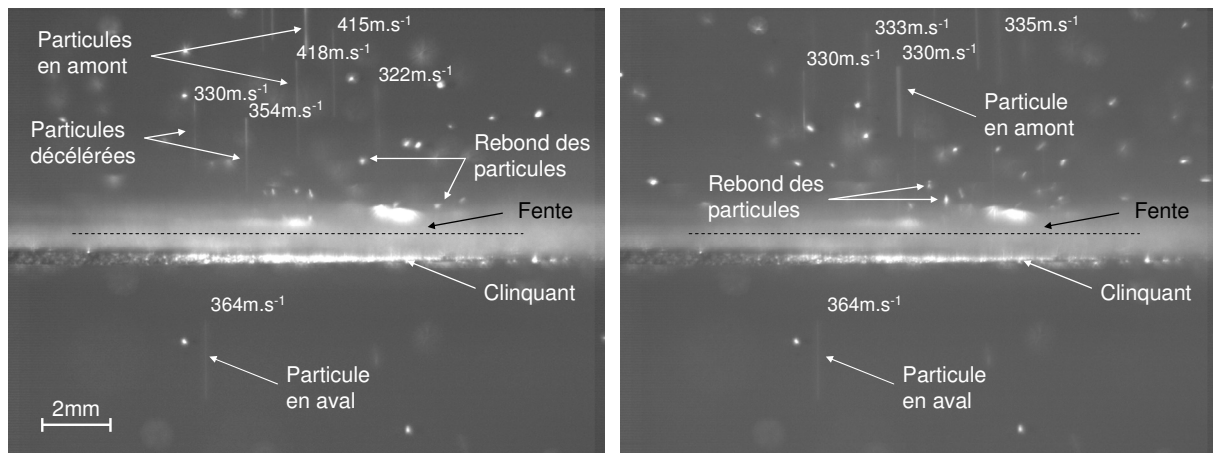 Particules
en amont
415m.s-1
418m.s-1
322m.s-1
330m.s-1
354m.s-1
Particules
décélérées
Rebond des
particules
Fente
Clinquant
364m.s-1
Particule
en aval
2mm
333m.s-1
335m.s-1
330m.s-1
330m.s-1
Particule
en amont
Rebond des
particules
Fente
Clinquant
364m.s-1
Particule
en aval